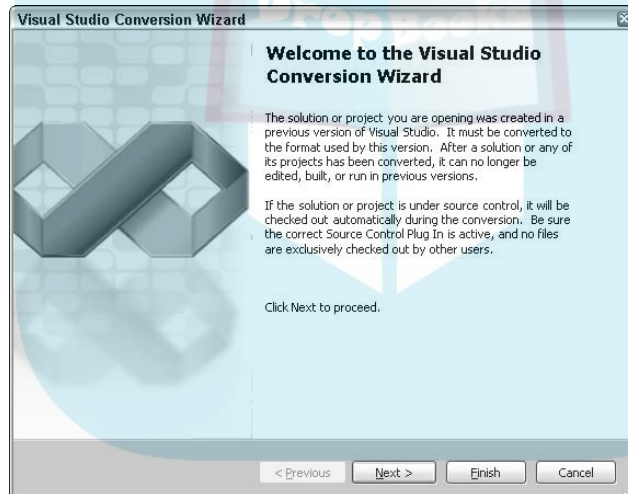 Drop Books
Visual Studio Conversion Wizard
Welcome to the Visual Studio
Conversion Wizard
The solution or project you are opening was created in a
previous version of Visual Studio. It must be converted to
the format used by this version. After a solution or any of
its projects has been converted, it can no longer be
edited, built, or run in previous versions.
If the solution or project is under source control, it will be
checked out automatically during the conversion. Be sure
the correct Source Control Plug In is active, and no files
are exclusively checked out by other users.
Click Next to proceed.
< Previous
Next >
Finish
Cancel